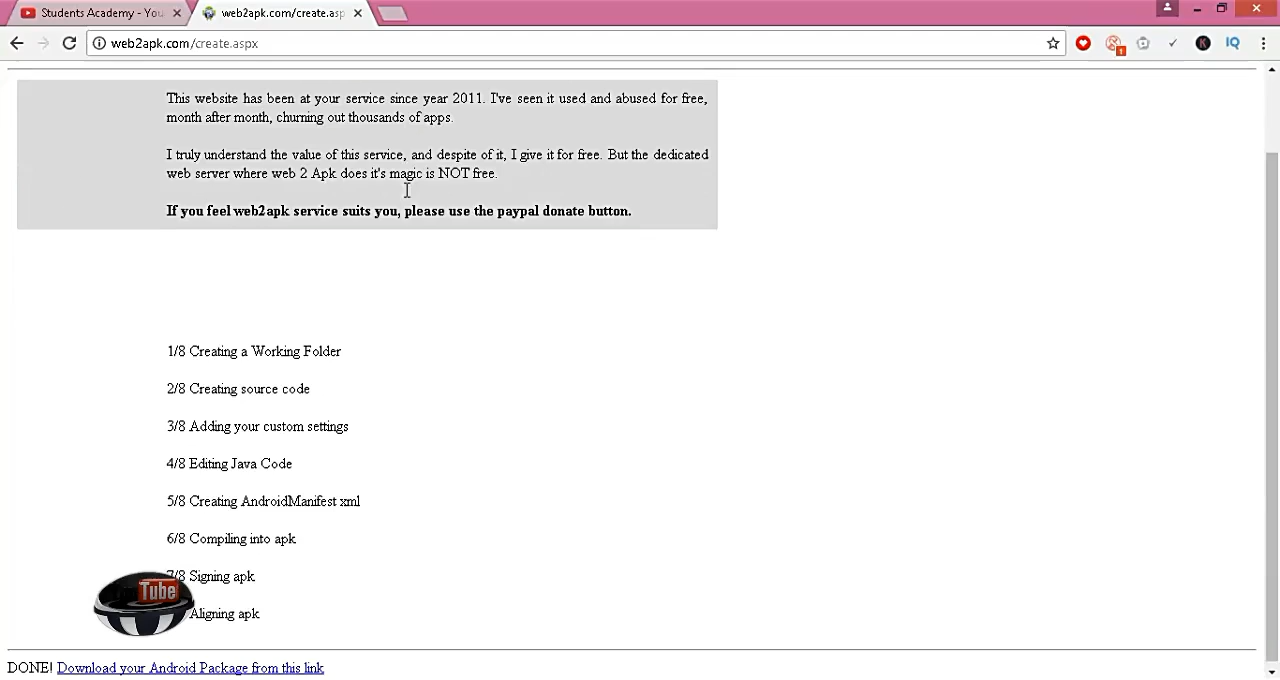 Students Academy - You
web2apk.com/create.asp
web2apk.com/create.aspx
1
K
IQ
This website has been at your service since year 2011. I've seen it used and abused for free,
month after month, churning out thousands of apps.
I truly understand the value of this service, and despite of it, I give it for free. But the dedicated
web server where web 2 Apk does it's magic is NOT free.
If you feel web2apk service suits you, please use the paypal donate button.
1/8 Creating a Working Folder
2/8 Creating source code
3/8 Adding your custom settings
4/8 Editing Java Code
5/8 Creating AndroidManifest xml
6/8 Compiling into apk
7/8 Signing apk
Tube
Aligning apk
DONE! Download your Android Package from this link